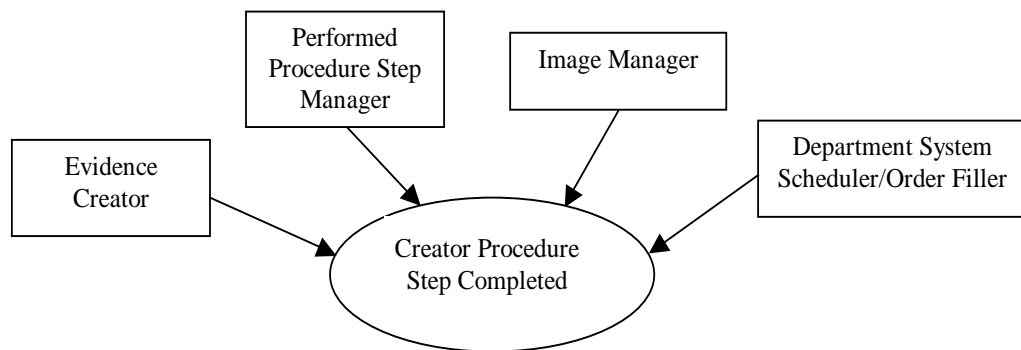 Performed
Procedure Step
Manager
Image Manager
Evidence
Creator
Department System
Scheduler/Order Filler
Creator Procedure
Step Completed